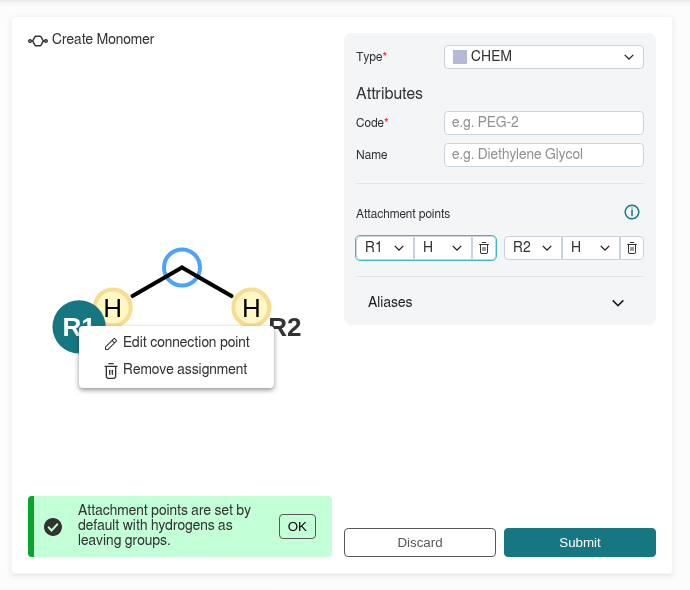 Create Monomer
Type*
CHEM
Attributes
Code*
e.g. PEG-2
Name
e.g. Diethylene Glycol
Attachment points
R1 H R2 H
Aliases
H H
R1 R2
Edit connection point
Remove assignment
Attachment points are set by
default with hydrogens as
leaving groups.
OK
Discard
Submit